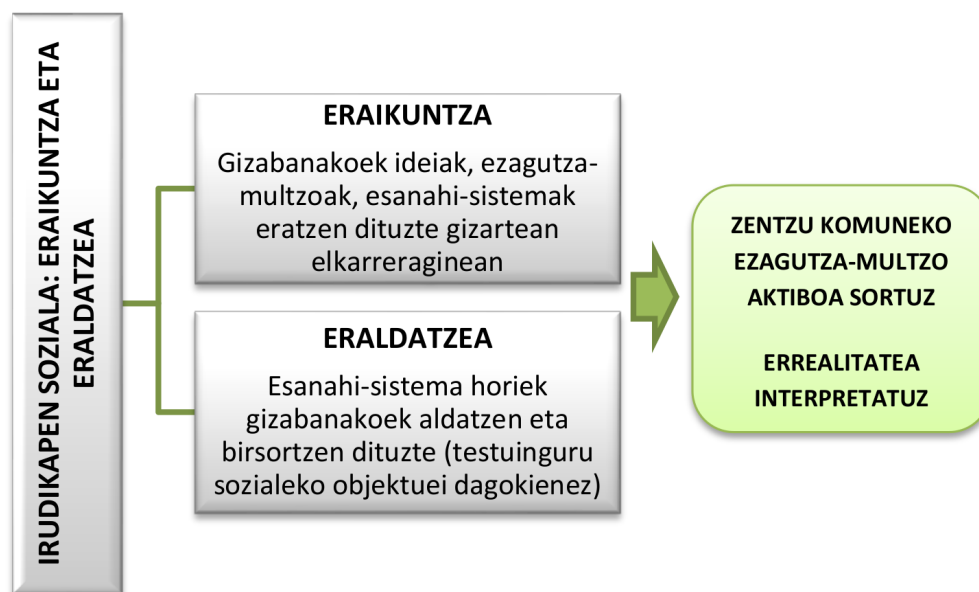 IRUDIKAPEN SOZIALA: ERAIKUNTZA ETA
ERALDATZEA
ERAIKUNTZA
Gizabanakoek ideiak, ezagutza-
multzoak, esanahi-sistemak
eratzen dituzte gizartean
elkarreraginean
ERALDATZEA
Esanahi-sistema horiek
gizabanakoek aldatzen eta
birsortzen dituzte (testuinguru
sozialeko objektuei dagokienez)
ZENTZU KOMUNEKO
EZAGUTZA-MULTZO
AKTIBOA SORTUZ
ERREALITATEA
INTERPRETATUZ